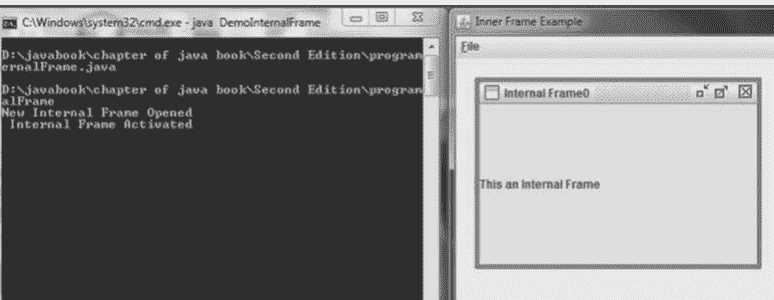 C:\Windows\system32\cmd.exe - java DemoInternalFrame
D:\javabook\chapter of java book\Second Edition\program
ernalFrame.java
D:\javabook\chapter of java book\Second Edition\program
alFrame
New Internal Frame Opened
Internal Frame Activated
Inner Frame Example
File
Internal Frame0
This an Internal Frame